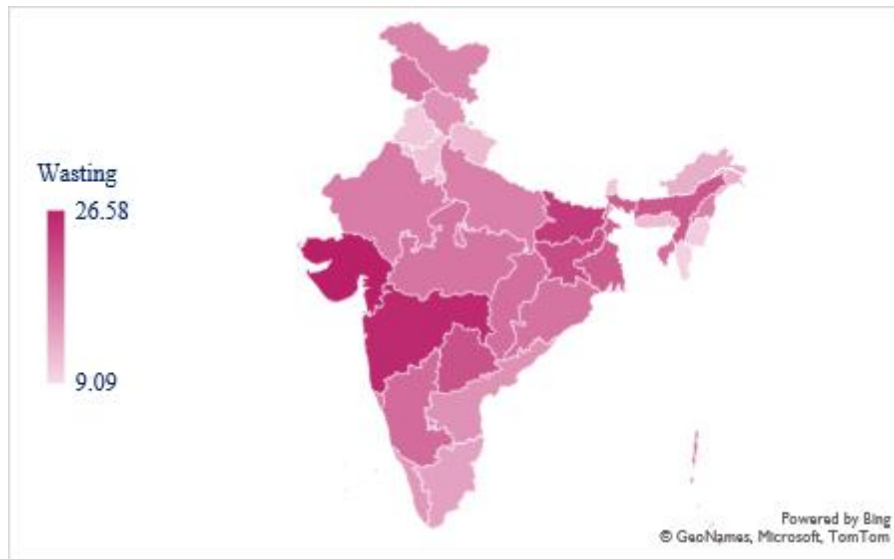 Wasting
26.58
9.09
Powered by Bing
© GeoNames, Microsoft, TomTom